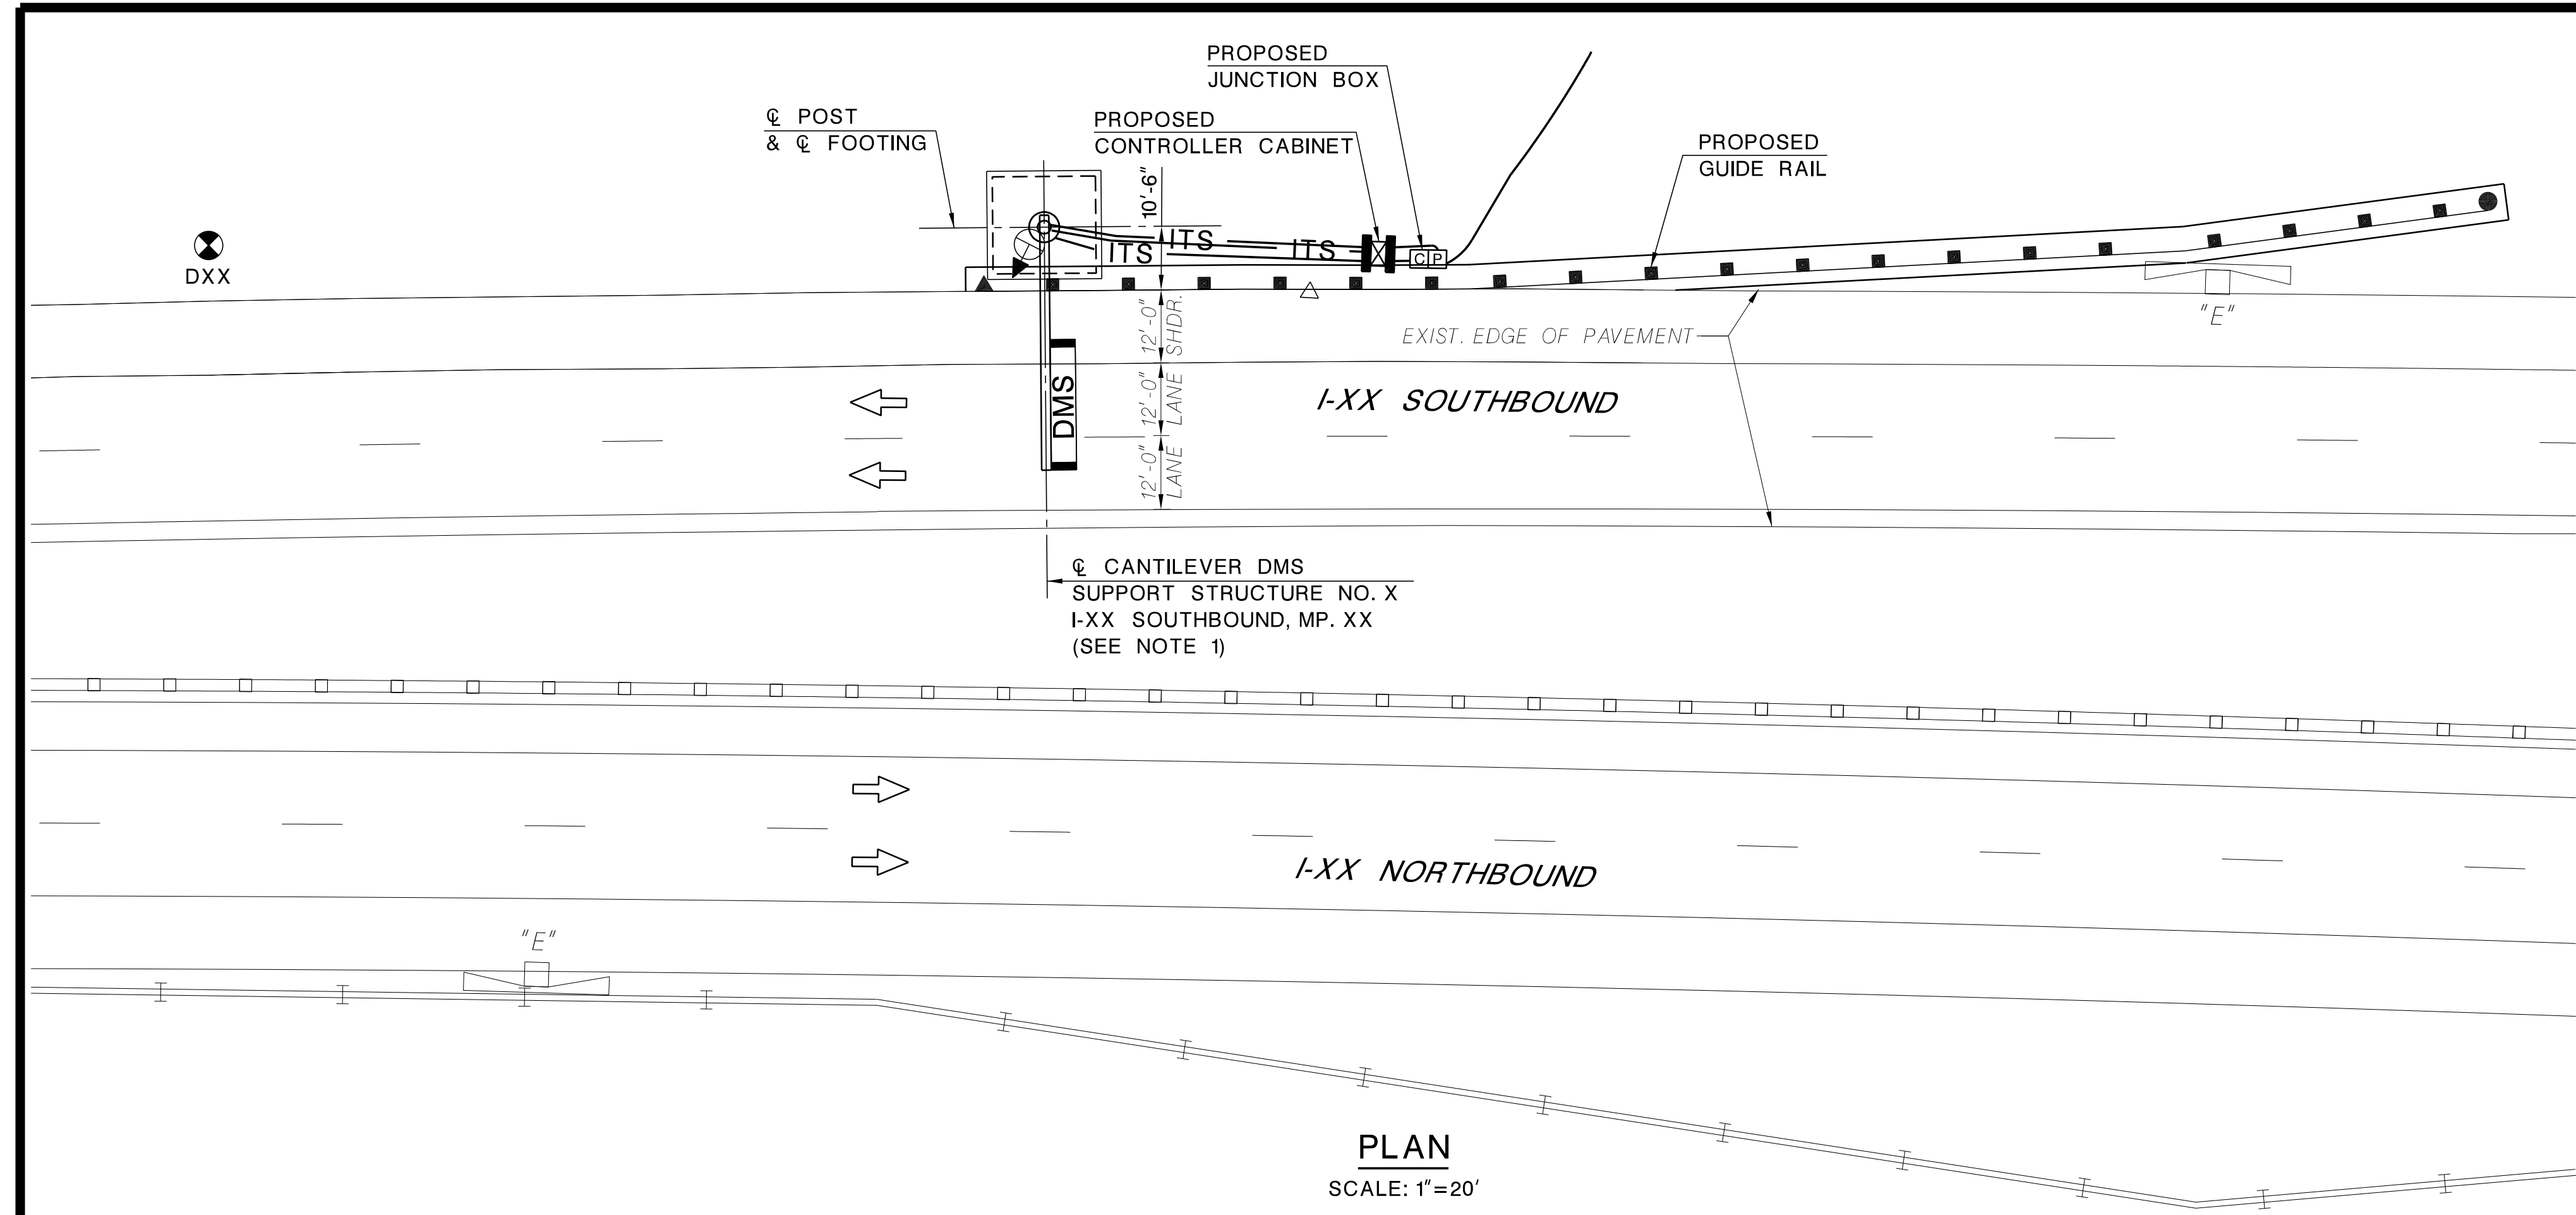 PROPOSED
JUNCTION BOX
℄ POST
& ℄ FOOTING
PROPOSED
CONTROLLER CABINET
PROPOSED
GUIDE RAIL
10'-6"
DXX
ITS
ITS
ITS
C P
"E"
12'-0"
SHDR.
EXIST. EDGE OF PAVEMENT
DMS
12'-0"
LANE
I-XX SOUTHBOUND
12'-0"
LANE
℄ CANTILEVER DMS
SUPPORT STRUCTURE NO. X
I-XX SOUTHBOUND, MP. XX
(SEE NOTE 1)
I-XX NORTHBOUND
"E"
PLAN
SCALE: 1"=20'